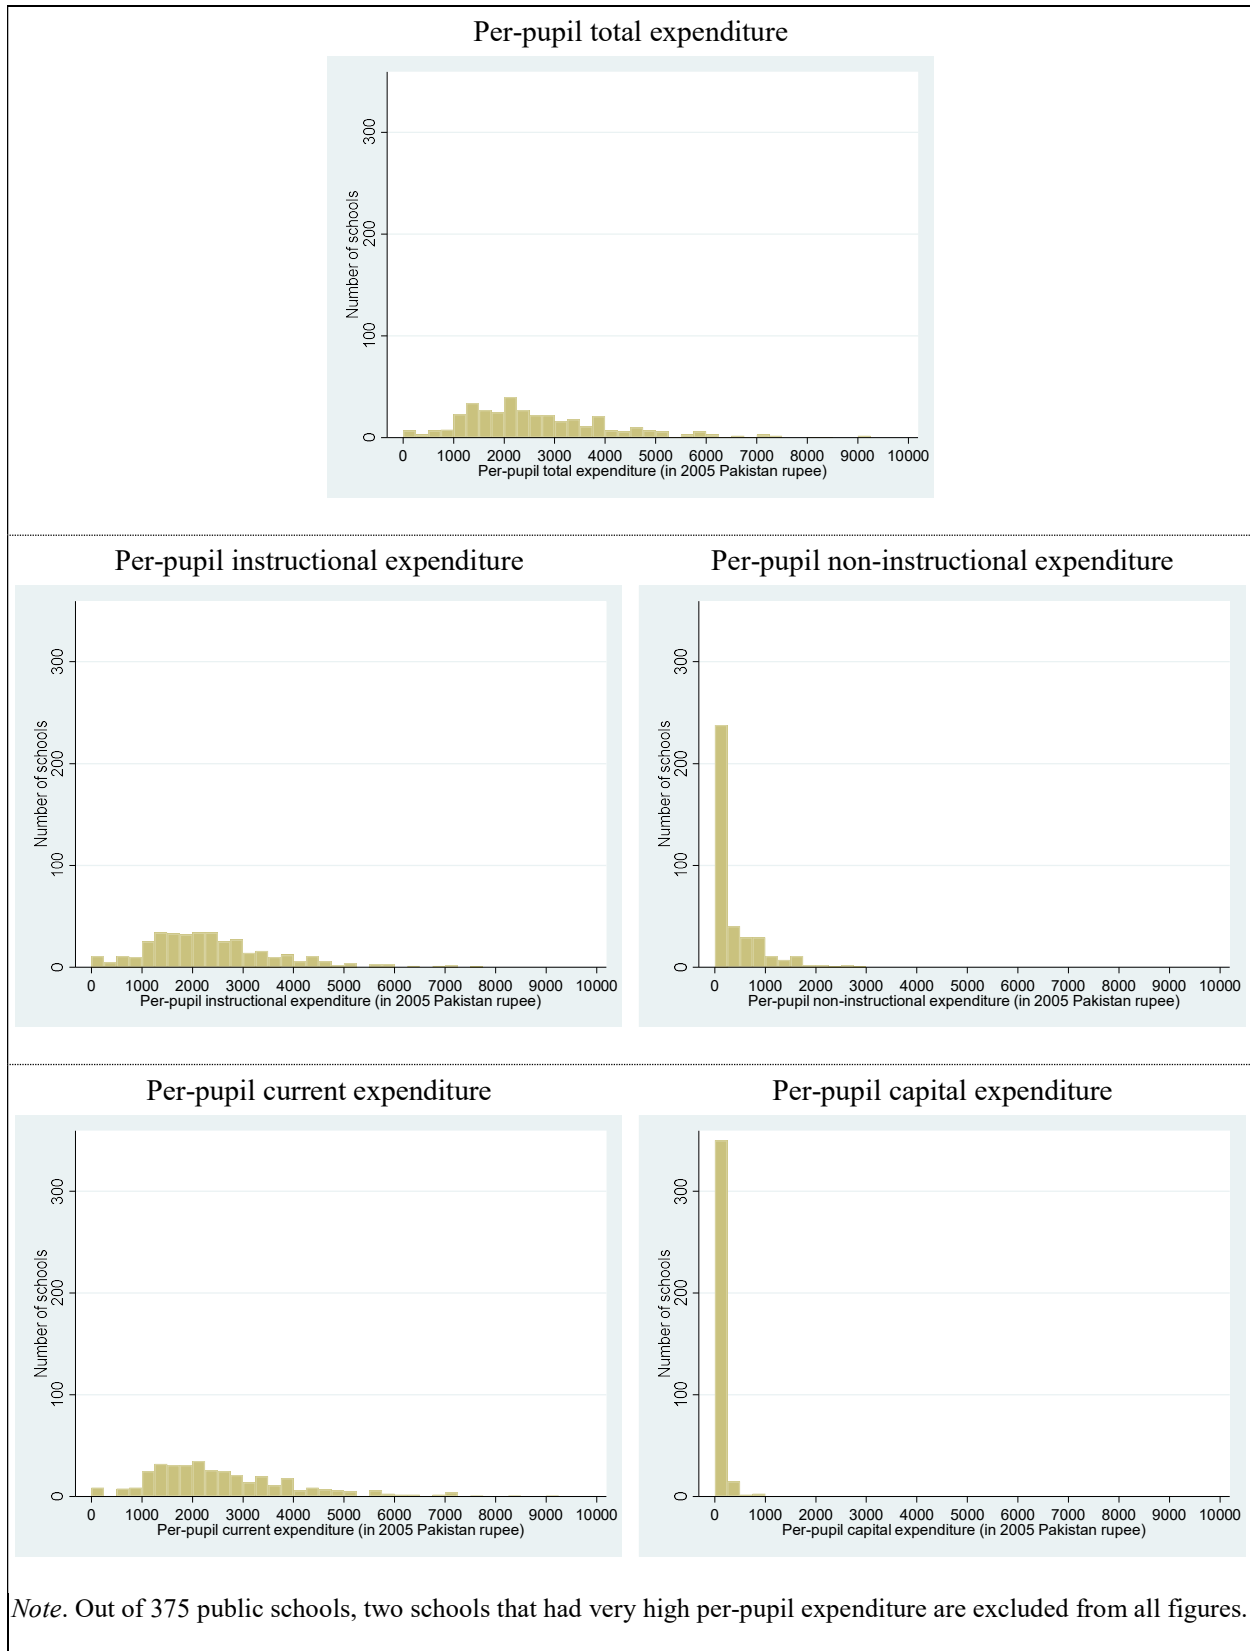 Per-pupil total expenditure
Number of schools
300
200
100
0
0 1000 2000 3000 4000 5000 6000 7000 8000 9000 10000
Per-pupil total expenditure (in 2005 Pakistan rupee)
Per-pupil instructional expenditure
Number of schools
300
200
100
0
0 1000 2000 3000 4000 5000 6000 7000 8000 9000 10000
Per-pupil instructional expenditure (in 2005 Pakistan rupee)
Per-pupil non-instructional expenditure
Number of schools
300
200
100
0
0 1000 2000 3000 4000 5000 6000 7000 8000 9000 10000
Per-pupil non-instructional expenditure (in 2005 Pakistan rupee)
Per-pupil current expenditure
Number of schools
300
200
100
0
0 1000 2000 3000 4000 5000 6000 7000 8000 9000 10000
Per-pupil current expenditure (in 2005 Pakistan rupee)
Per-pupil capital expenditure
Number of schools
300
200
100
0
0 1000 2000 3000 4000 5000 6000 7000 8000 9000 10000
Per-pupil capital expenditure (in 2005 Pakistan rupee)
Note. Out of 375 public schools, two schools that had very high per-pupil expenditure are excluded from all figures.